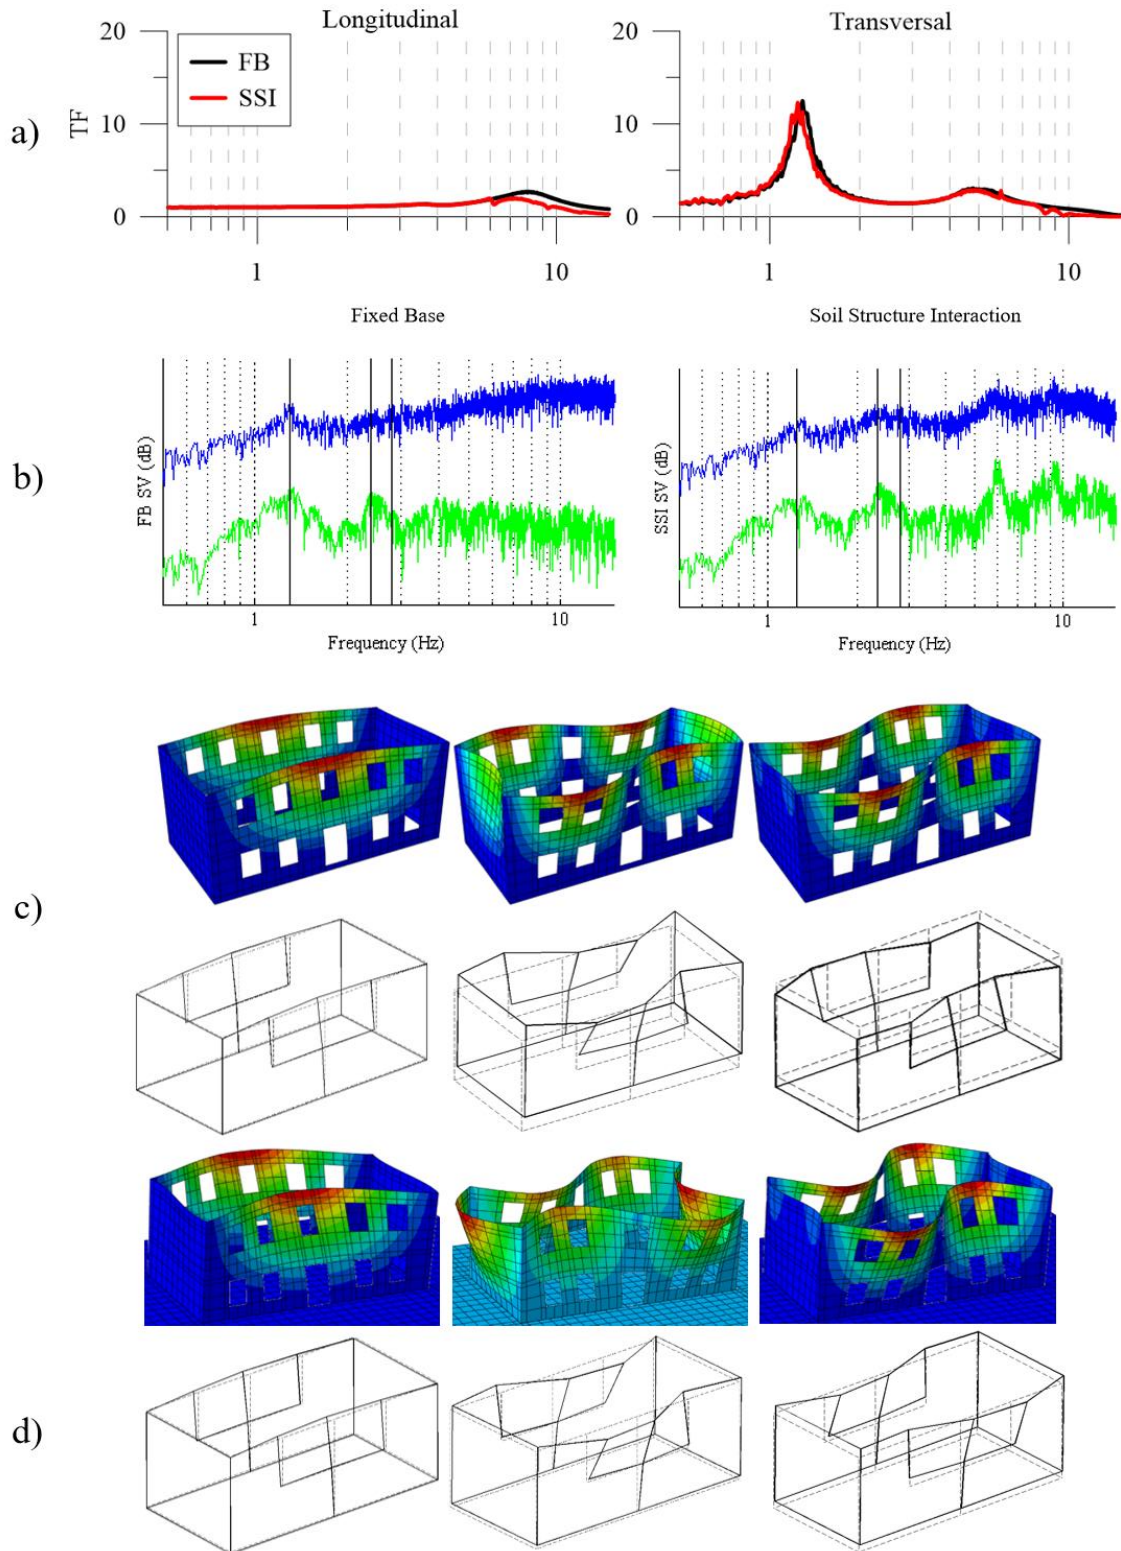 Longitudinal
Transversal
a)
TF
20
10
0
FB
SSI
1
10
20
10
0
1
10
Fixed Base
Soil Structure Interaction
b)
FB SV (dB)
1
10
Frequency (Hz)
SSI SV (dB)
1
10
Frequency (Hz)
c)
d)